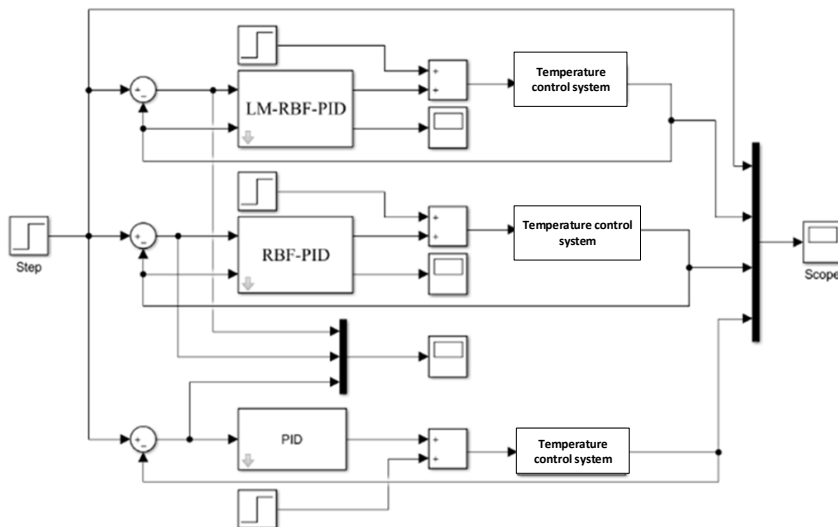 Temperature
control system
LM-RBF-PID
Temperature control
system
RBF-PID
Step
Scope
PID
Temperature
control system